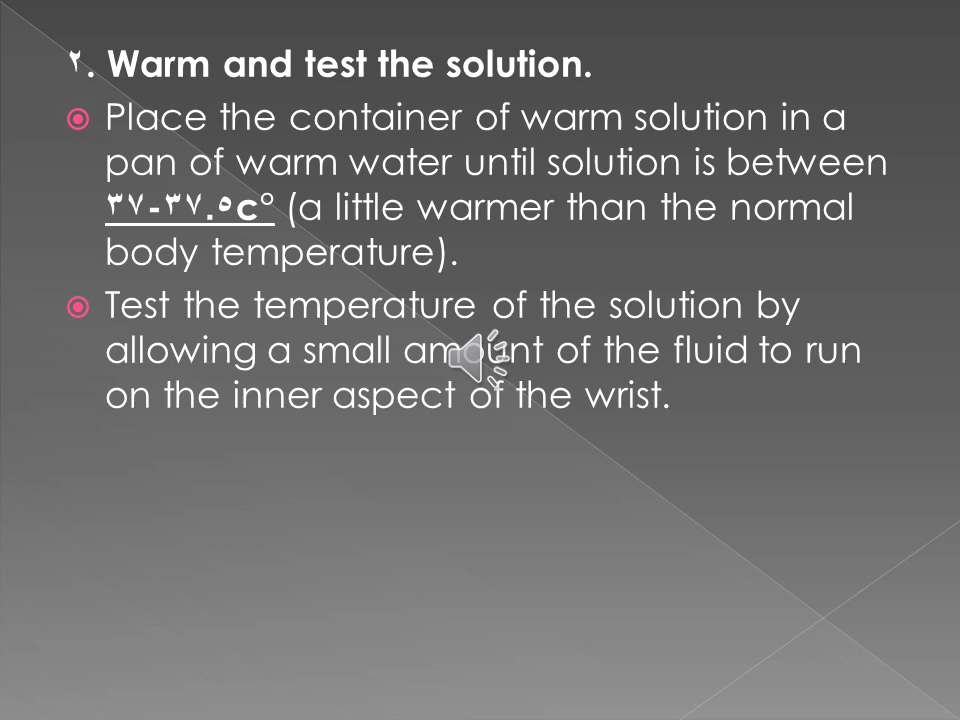 ٢. Warm and test the solution.
Place the container of warm solution in a
pan of warm water until solution is between
٣٧-٣٧.٥c° (a little warmer than the normal
body temperature).
Test the temperature of the solution by
allowing a small amount of the fluid to run
on the inner aspect of the wrist.